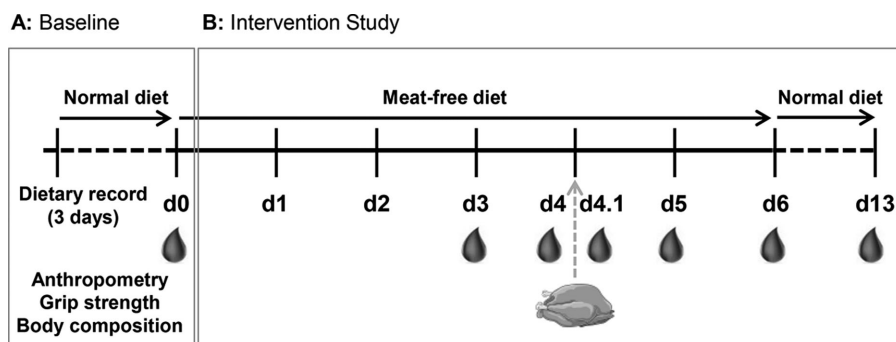 A: Baseline
B: Intervention Study
Normal diet
Meat-free diet
Normal diet
Dietary record
(3 days)
d0
d1
d2
d3
d4
d4.1
d5
d6
d13
Anthropometry
Grip strength
Body composition